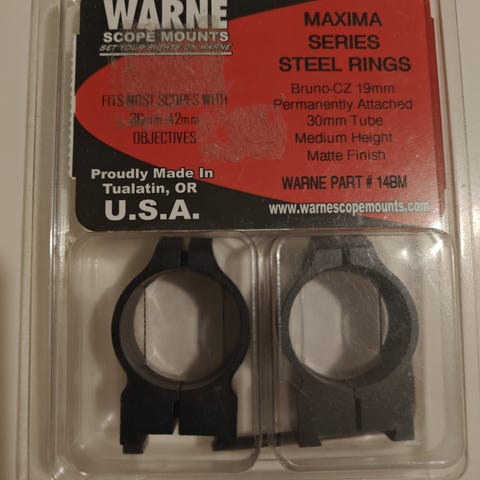 WARNE
SCOPE MOUNTS
SET YOUR SIGHTS ON WARNE
MAXIMA
SERIES
STEEL RINGS
Bruno-CZ 19mm
Permanently Attached
30mm Tube
Medium Height
Matte Finish
WARNE PART # 14BM
www.warnescopemounts.com
FITS MOST SCOPES WITH
36mm-42mm
OBJECTIVES
Proudly Made In
Tualatin, OR
U.S.A.